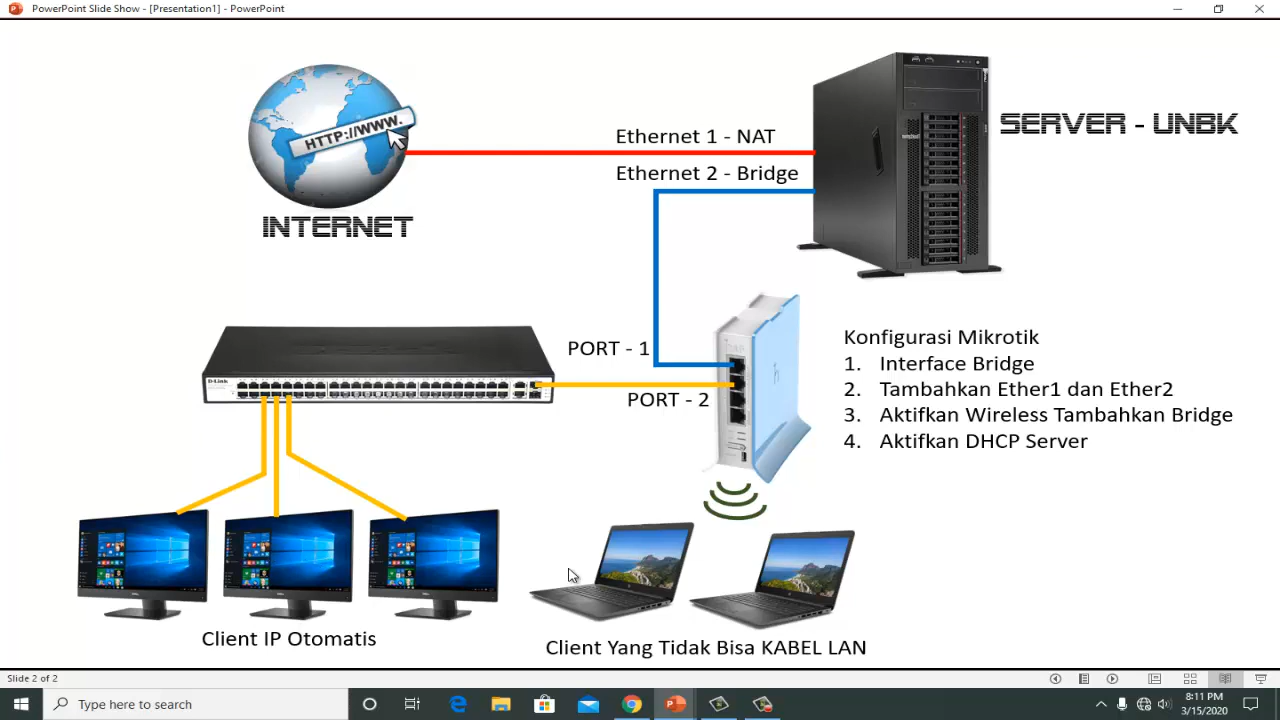 PowerPoint Slide Show - [Presentation1] - PowerPoint
HTTP://WWW.
INTERNET
Ethernet 1 - NAT
Ethernet 2 - Bridge
SERVER - UNBK
D-Link
PORT - 1
PORT - 2
Konfigurasi Mikrotik
1. Interface Bridge
2. Tambahkan Ether1 dan Ether2
3. Aktifkan Wireless Tambahkan Bridge
4. Aktifkan DHCP Server
Client IP Otomatis
Client Yang Tidak Bisa KABEL LAN
Slide 2 of 2
Type here to search
8:11 PM
3/15/2020